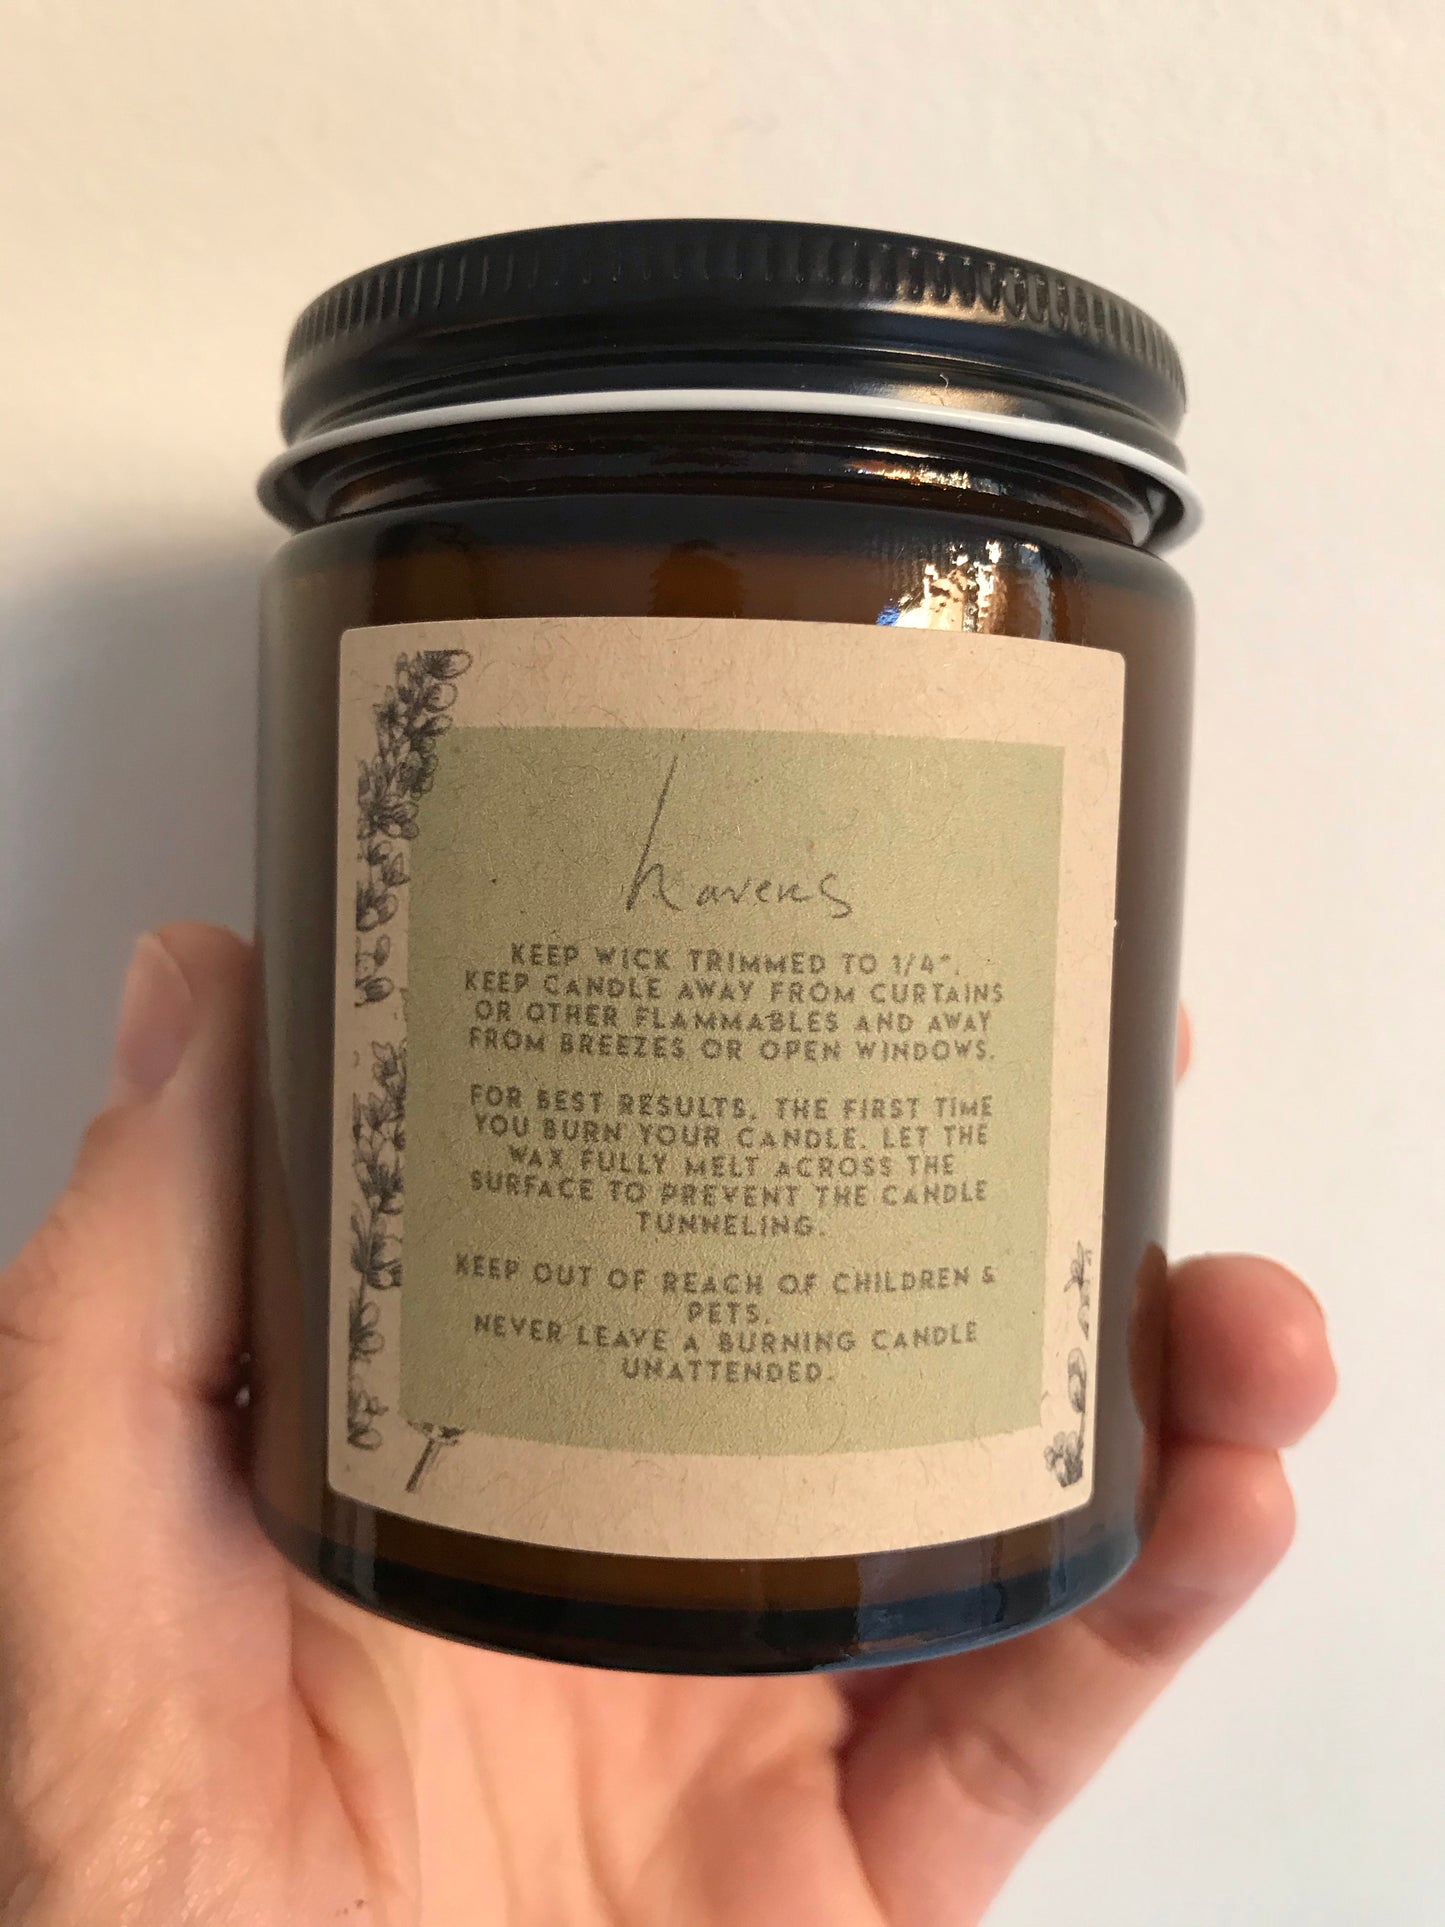 havens
KEEP WICK TRIMMED TO 1/4".
KEEP CANDLE AWAY FROM CURTAINS
OR OTHER FLAMMABLES AND AWAY
FROM BREEZES OR OPEN WINDOWS.
FOR BEST RESULTS, THE FIRST TIME
YOU BURN YOUR CANDLE, LET THE
WAX FULLY MELT ACROSS THE
SURFACE TO PREVENT THE CANDLE
TUNNELING.
KEEP OUT OF REACH OF CHILDREN &
PETS.
NEVER LEAVE A BURNING CANDLE
UNATTENDED.